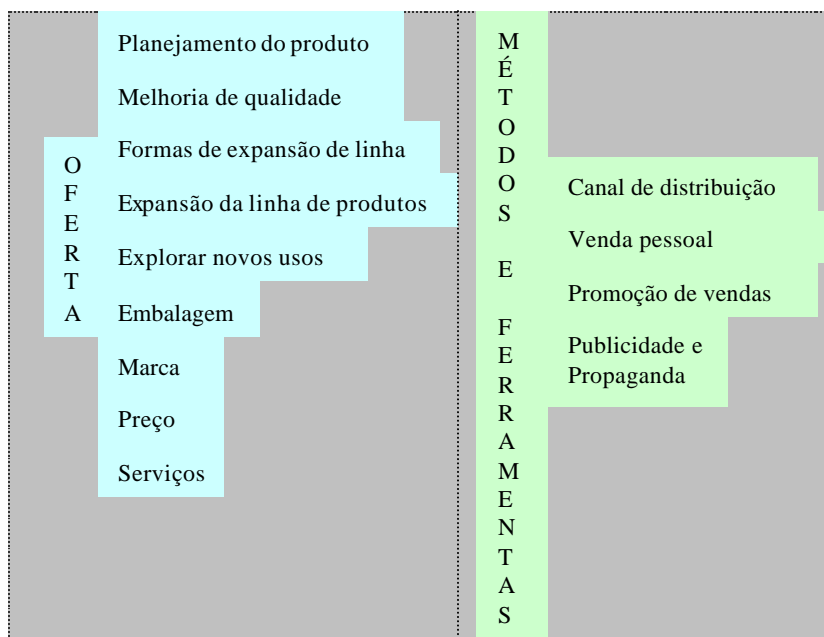 OFERTA
Planejamento do produto
Melhoria de qualidade
Formas de expansão de linha
Expansão da linha de produtos
Explorar novos usos
Embalagem
Marca
Preço
Serviços
MÉTODOS E FERRAMENTAS
Canal de distribuição
Venda pessoal
Promoção de vendas
Publicidade e
Propaganda